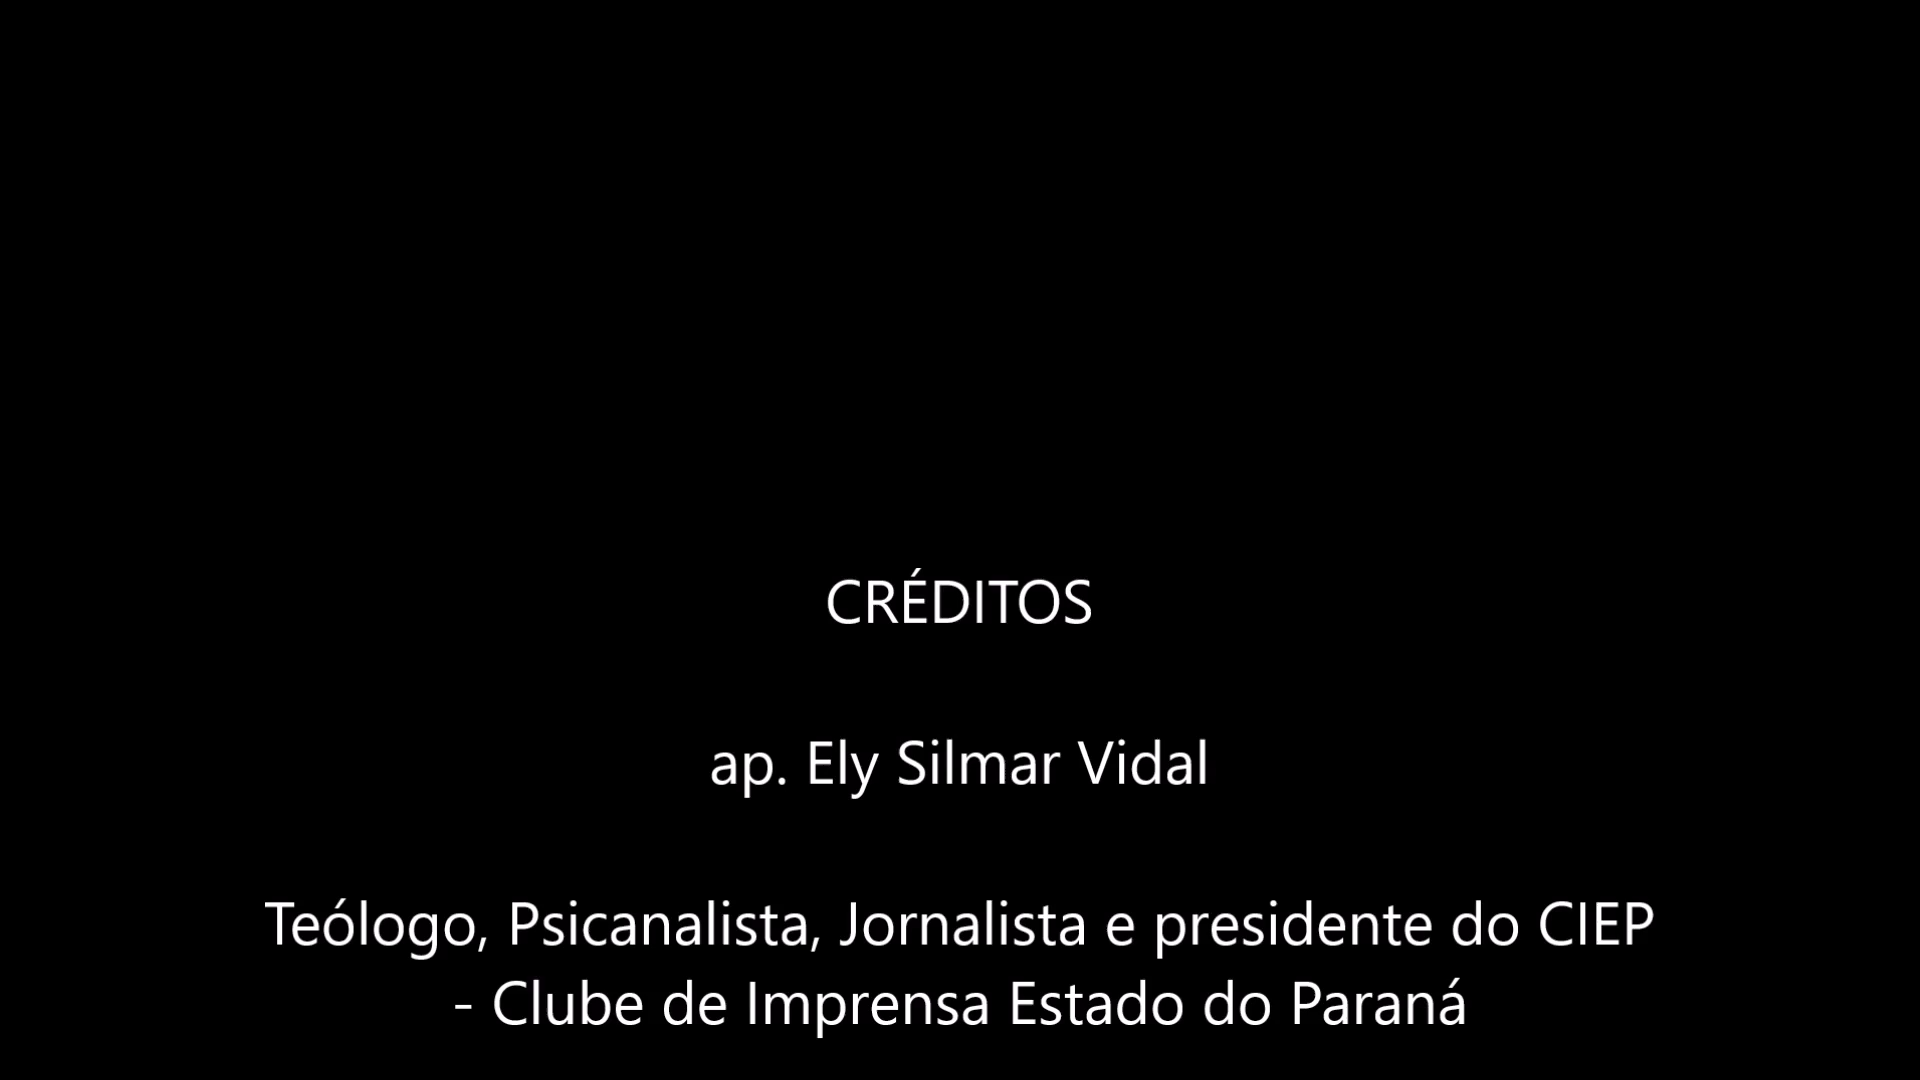 CRÉDITOS
ap. Ely Silmar Vidal
Teólogo, Psicanalista, Jornalista e presidente do CIEP
- Clube de Imprensa Estado do Paraná